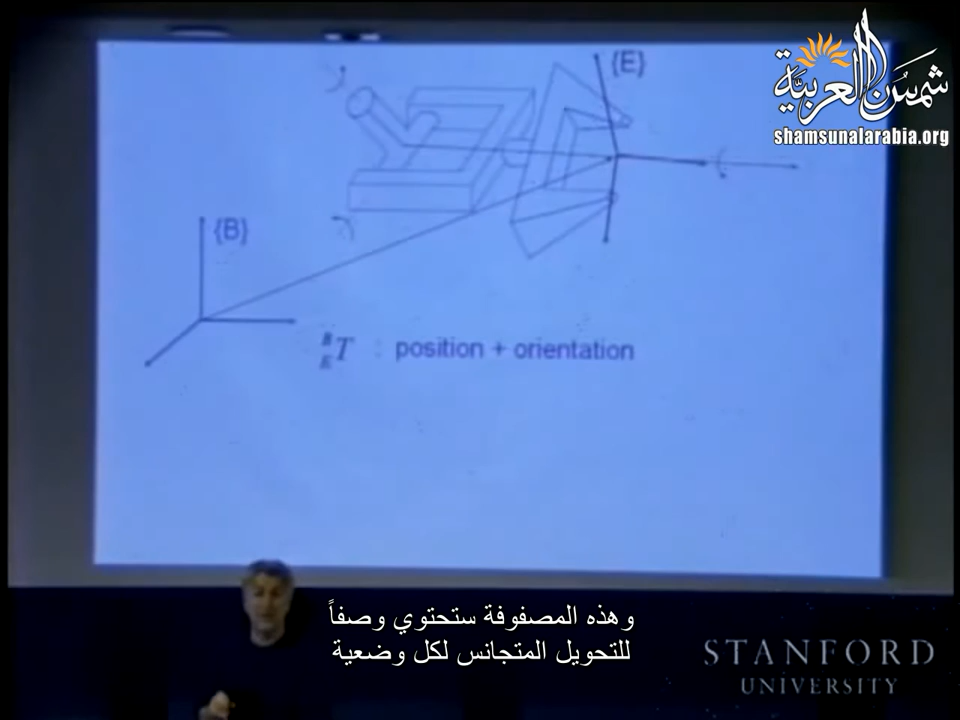 {E}
شمس العربية
shamsunalarabia.org
{B}
B
E T : position + orientation
وهذه المصفوفة ستحتوي وصفاً
للتحويل المتجانس لكل وضعية
STANFORD
UNIVERSITY